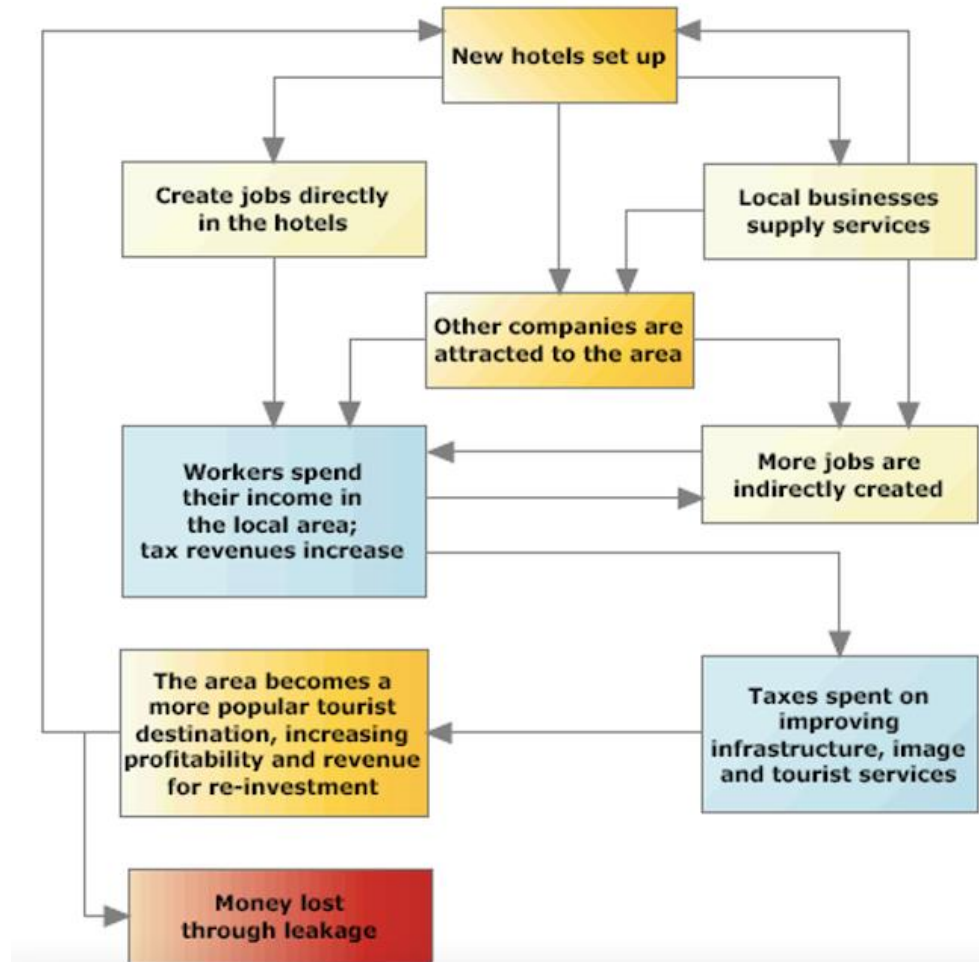 New hotels set up
Create jobs directly
in the hotels
Local businesses
supply services
Other companies are
attracted to the area
Workers spend
their income in
the local area;
tax revenues increase
More jobs are
indirectly created
The area becomes a
more popular tourist
destination, increasing
profitability and revenue
for re-investment
Taxes spent on
improving
infrastructure, image
and tourist services
Money lost
through leakage